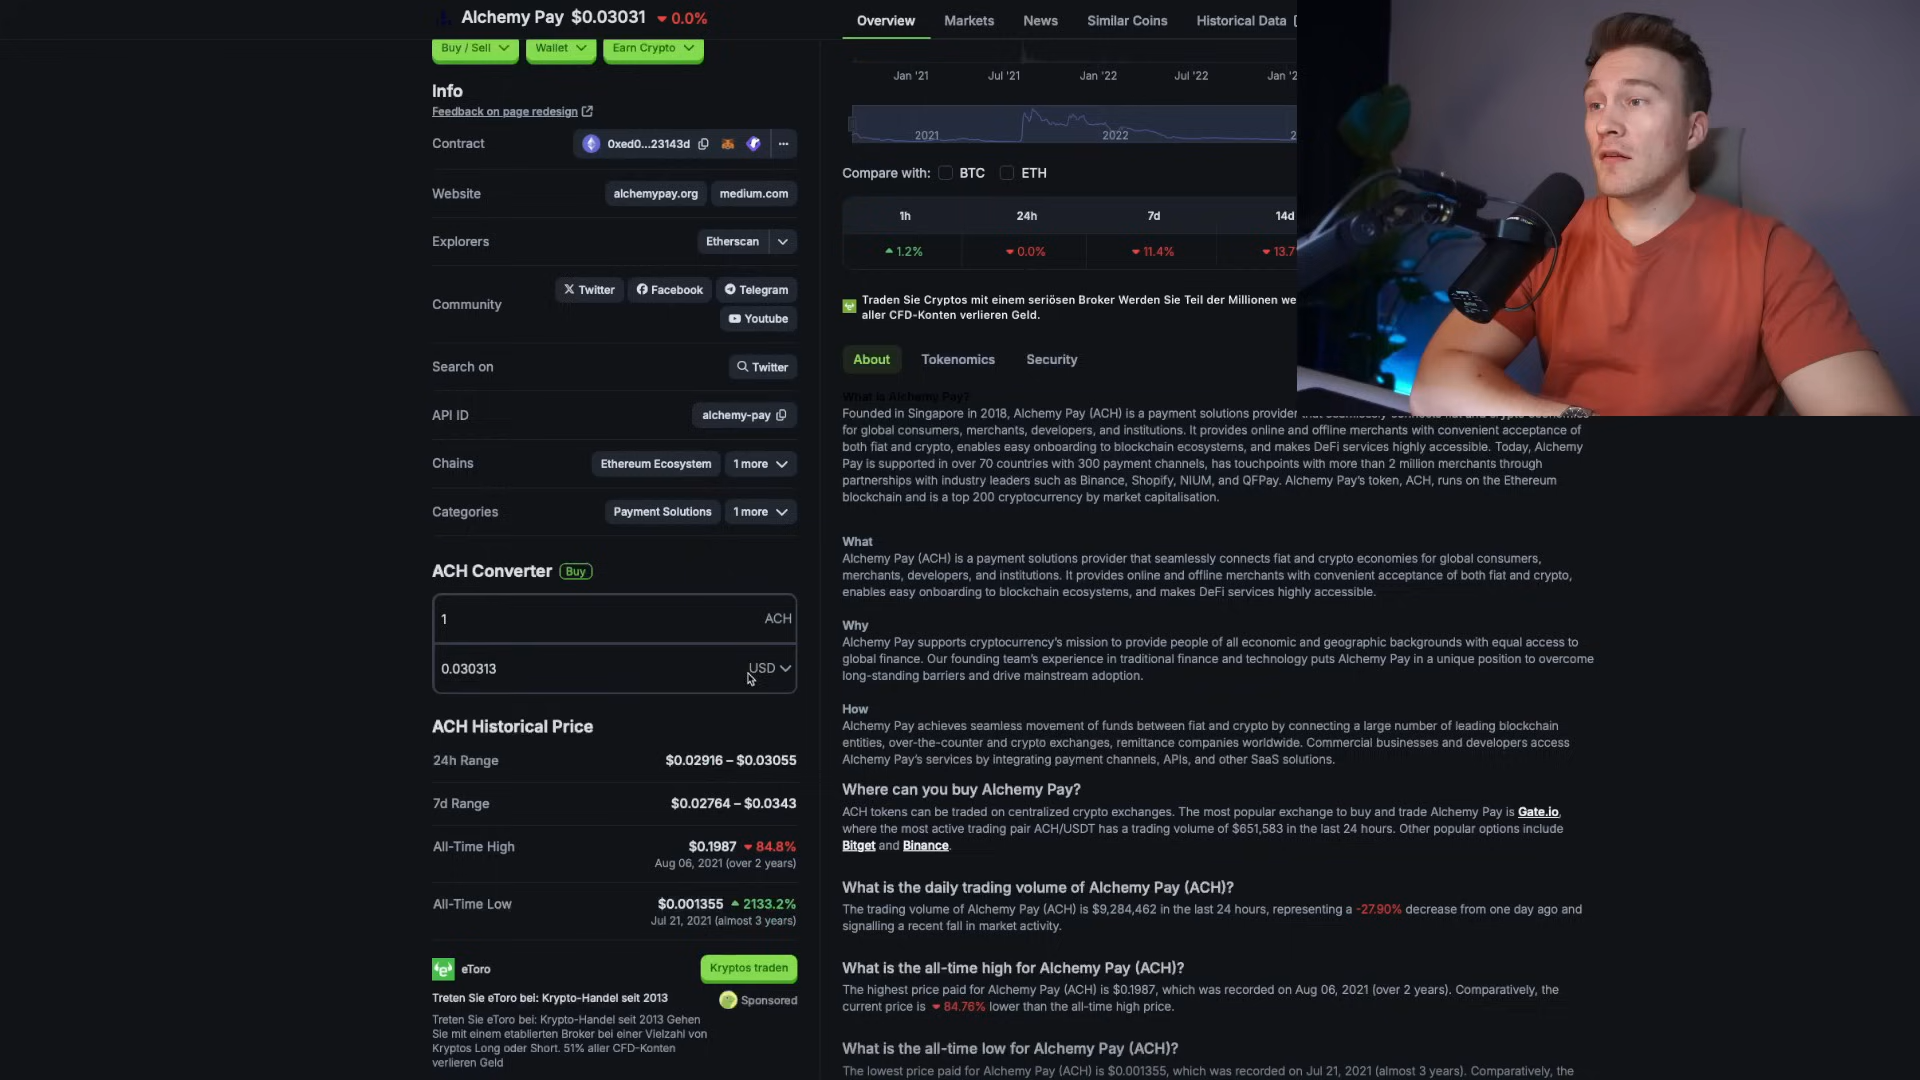 Alchemy Pay $0.03031 0.0%
Buy / Sell Wallet Earn Crypto
Info
Feedback on page redesign
Contract 0xed0...23143d
Website alchemypay.org medium.com
Explorers Etherscan
Community Twitter Facebook Telegram
Youtube
Search on Twitter
API ID alchemy-pay
Chains Ethereum Ecosystem 1 more
Categories Payment Solutions 1 more
ACH Converter Buy
1 ACH
0.030313 USD
ACH Historical Price
24h Range $0.02916 – $0.03055
7d Range $0.02764 – $0.0343
All-Time High $0.1987 84.8%
Aug 06, 2021 (over 2 years)
All-Time Low $0.001355 2133.2%
Jul 21, 2021 (almost 3 years)
eToro Kryptos traden
Treten Sie eToro bei: Krypto-Handel seit 2013 Sponsored
Treten Sie eToro bei: Krypto-Handel seit 2013 Gehen
Sie mit einem etablierten Broker bei einer Vielzahl von
Kryptos Long oder Short. 51% aller CFD-Konten
verlieren Geld
Overview Markets News Similar Coins Historical Data
Jan '21 Jul '21 Jan '22 Jul '22 Jan '2
2021 2022 2
Compare with: BTC ETH
1h 24h 7d 14d
1.2% 0.0% 11.4% 13.7
Traden Sie Cryptos mit einem seriösen Broker Werden Sie Teil der Millionen we
aller CFD-Konten verlieren Geld.
About Tokenomics Security
What is Alchemy Pay?
Founded in Singapore in 2018, Alchemy Pay (ACH) is a payment solutions provider
for global consumers, merchants, developers, and institutions. It provides online and offline merchants with convenient acceptance of
both fiat and crypto, enables easy onboarding to blockchain ecosystems, and makes DeFi services highly accessible. Today, Alchemy
Pay is supported in over 70 countries with 300 payment channels, has touchpoints with more than 2 million merchants through
partnerships with industry leaders such as Binance, Shopify, NIUM, and QFPay. Alchemy Pay's token, ACH, runs on the Ethereum
blockchain and is a top 200 cryptocurrency by market capitalisation.
What
Alchemy Pay (ACH) is a payment solutions provider that seamlessly connects fiat and crypto economies for global consumers,
merchants, developers, and institutions. It provides online and offline merchants with convenient acceptance of both fiat and crypto,
enables easy onboarding to blockchain ecosystems, and makes DeFi services highly accessible.
Why
Alchemy Pay supports cryptocurrency's mission to provide people of all economic and geographic backgrounds with equal access to
global finance. Our founding team's experience in traditional finance and technology puts Alchemy Pay in a unique position to overcome
long-standing barriers and drive mainstream adoption.
How
Alchemy Pay achieves seamless movement of funds between fiat and crypto by connecting a large number of leading blockchain
entities, over-the-counter and crypto exchanges, remittance companies worldwide. Commercial businesses and developers access
Alchemy Pay's services by integrating payment channels, APIs, and other SaaS solutions.
Where can you buy Alchemy Pay?
ACH tokens can be traded on centralized crypto exchanges. The most popular exchange to buy and trade Alchemy Pay is Gate.io,
where the most active trading pair ACH/USDT has a trading volume of $651,583 in the last 24 hours. Other popular options include
Bitget and Binance.
What is the daily trading volume of Alchemy Pay (ACH)?
The trading volume of Alchemy Pay (ACH) is $9,284,462 in the last 24 hours, representing a -27.90% decrease from one day ago and
signalling a recent fall in market activity.
What is the all-time high for Alchemy Pay (ACH)?
The highest price paid for Alchemy Pay (ACH) is $0.1987, which was recorded on Aug 06, 2021 (over 2 years). Comparatively, the
current price is 84.76% lower than the all-time high price.
What is the all-time low for Alchemy Pay (ACH)?
The lowest price paid for Alchemy Pay (ACH) is $0.001355, which was recorded on Jul 21, 2021 (almost 3 years). Comparatively, the